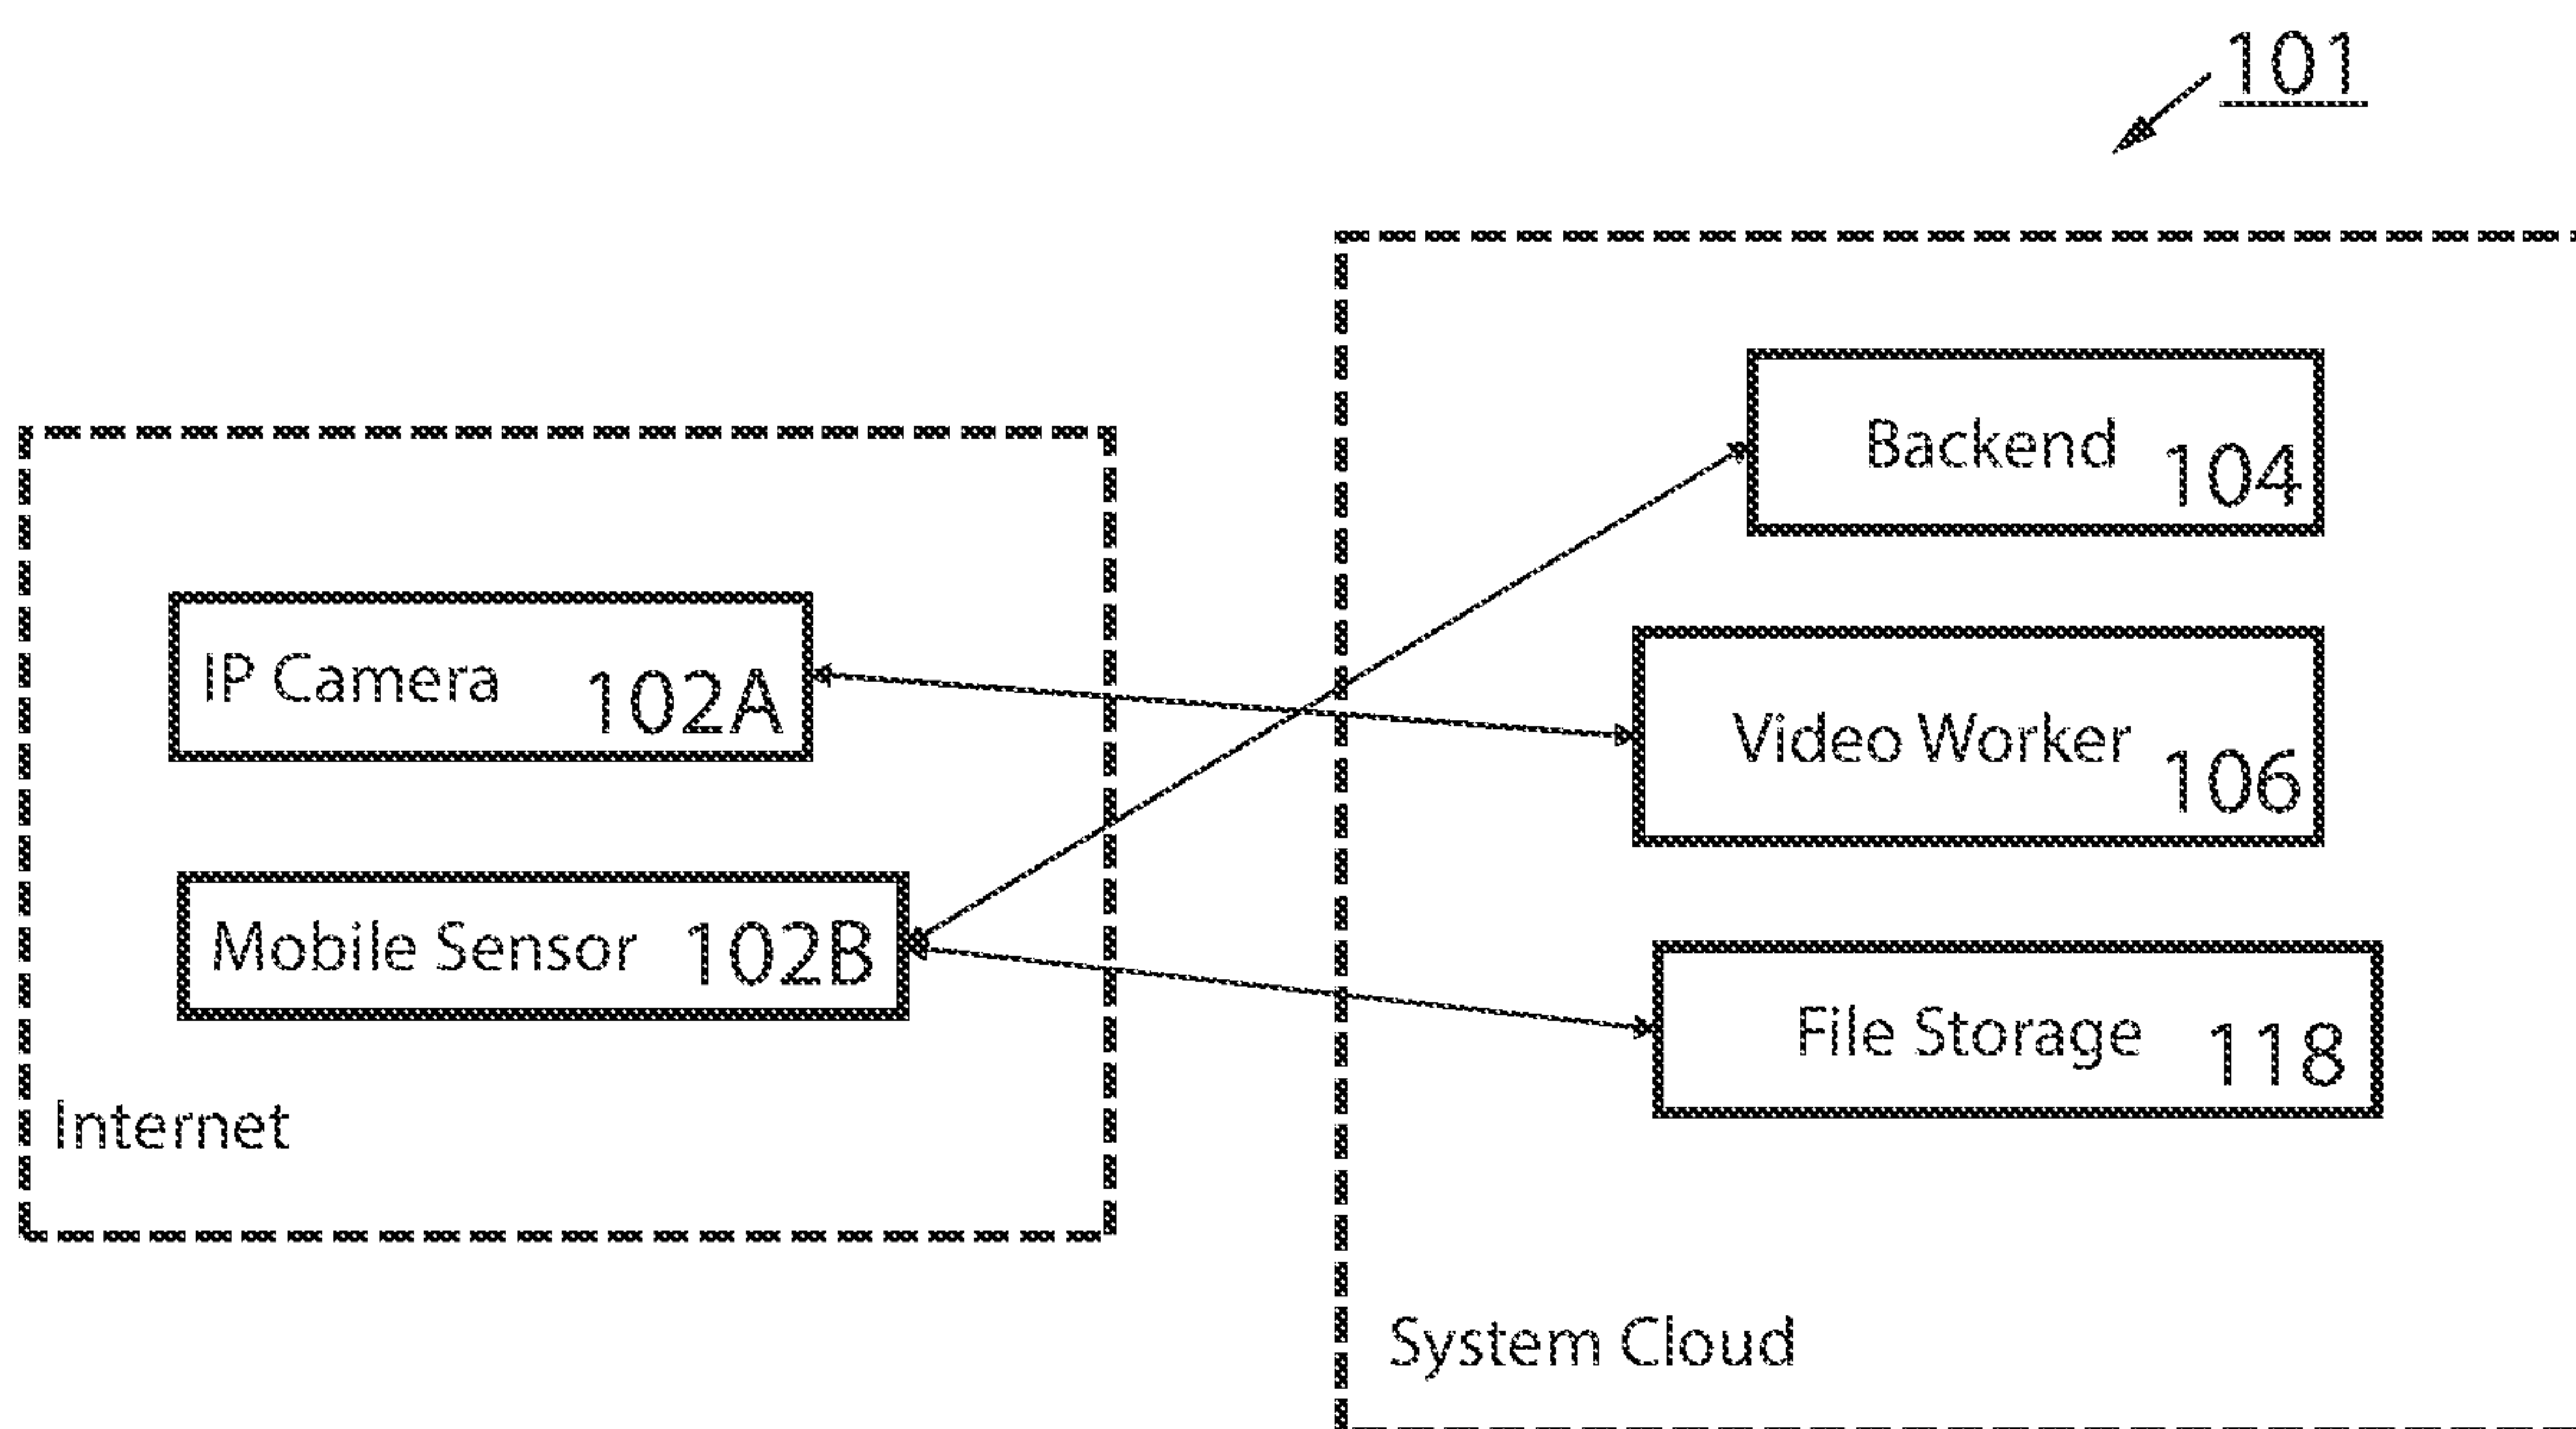 101
Backend 104
IP Camera 102A
Video Worker 106
Mobile Sensor 102B
File Storage 118
Internet
System Cloud